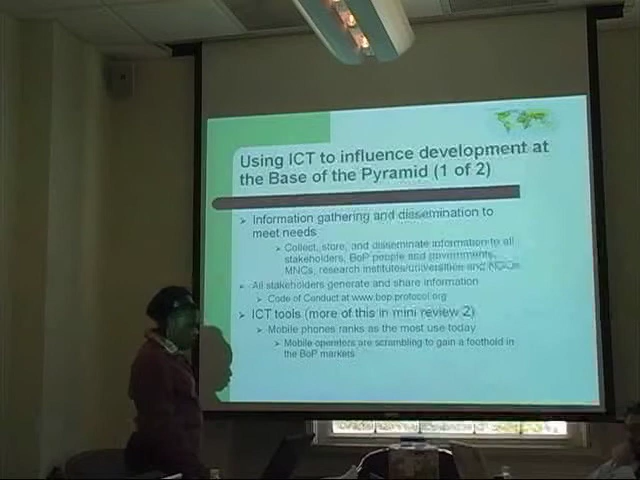 Using ICT to influence development at
the Base of the Pyramid (1 of 2)
Information gathering and dissemination to
meet needs
Collect, store, and disseminate information to all
stakeholders, BoP people and governments,
MNCs, research institutes/universities and NGOs
All stakeholders generate and share information
Code of Conduct at www.bop.protocol.org
ICT tools (more of this in mini review 2)
Mobile phones ranks as the most use today
Mobile operators are scrambling to gain a foothold in
the BoP markets